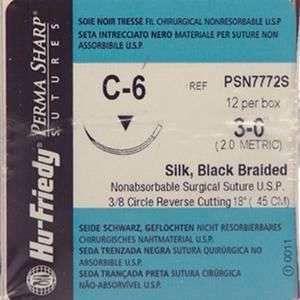 SOIE NOIR TRESSE FIL CHIRURGICAL NONRESORBABLE U.S.P.
SETA INTRECCIATO NERO MATERIALE PER SUTURE NON
ASSORBIBILE U.S.P.
C-6
REF PSN7772S
12 per box
3-0
(2.0 METRIC)
Silk, Black Braided
Nonabsorbable Surgical Suture U.S.P.
3/8 Circle Reverse Cutting 18" ( 45 CM)
SEIDE SCHWARZ, GEFLOCHTEN NICHT RESORBIERBARES
CHIRURGISCHES NAHTMATERIAL U.S.P.
SEDA TRENZADA NEGRA SUTURA QUIRURGICA NO
ABSORBIBLE U.S.P.
SEDA TRANÇADA PRETA SUTURA CIRÚRGICA
NÃO-ABSORVÍVEL U.S.D.
Hu-Friedy
PERMA SHARP®
SUTURES
0011